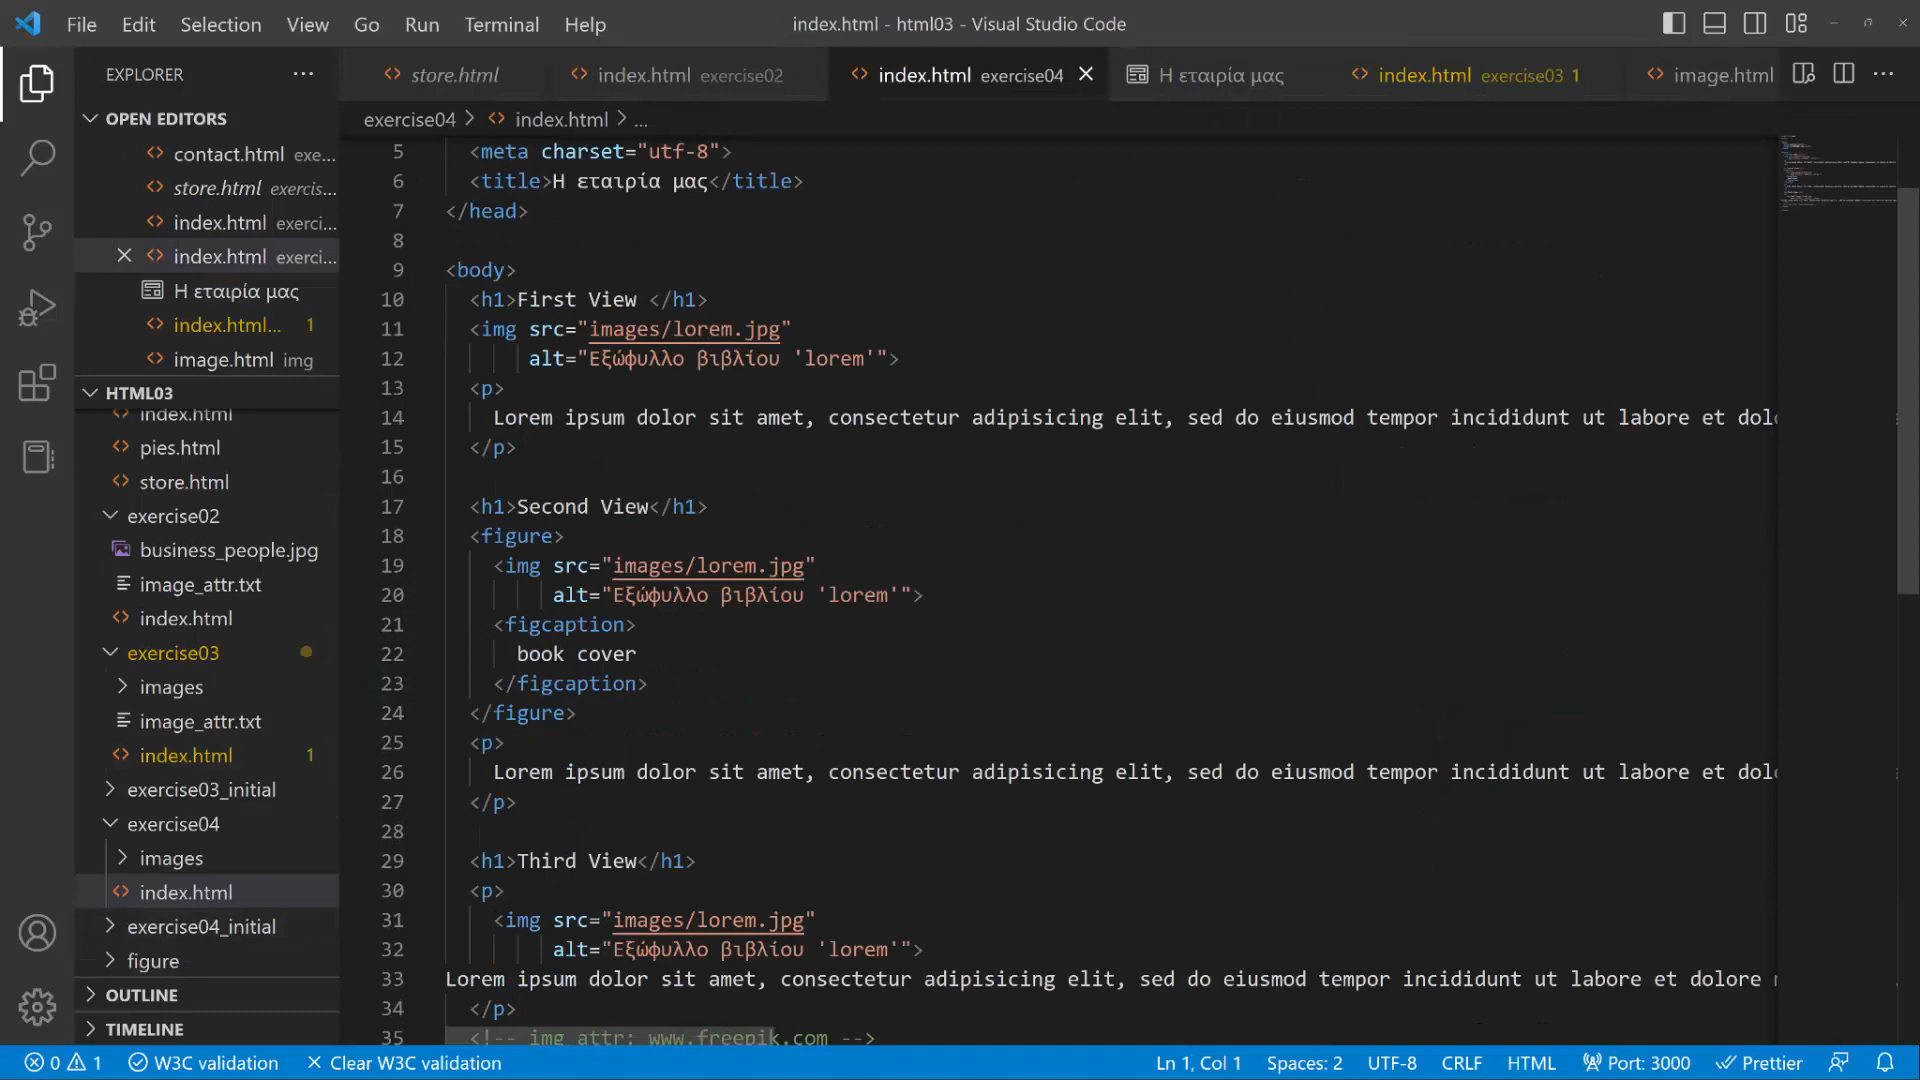 File Edit Selection View Go Run Terminal Help
index.html - html03 - Visual Studio Code
EXPLORER
store.html
index.html exercise02
index.html exercise04
Η εταιρία μας
index.html exercise03 1
image.html
OPEN EDITORS
contact.html exe...
store.html exercis...
index.html exerci...
index.html exerci...
Η εταιρία μας
index.html... 1
image.html img
HTML03
index.html
pies.html
store.html
exercise02
business_people.jpg
image_attr.txt
index.html
exercise03
images
image_attr.txt
index.html 1
exercise03_initial
exercise04
images
index.html
exercise04_initial
figure
OUTLINE
TIMELINE
exercise04 > index.html > ...
5 <meta charset="utf-8">
6 <title>Η εταιρία μας</title>
7 </head>
8
9 <body>
10 <h1>First View </h1>
11 <img src="images/lorem.jpg"
12 alt="Εξώφυλλο βιβλίου 'lorem'">
13 <p>
14 Lorem ipsum dolor sit amet, consectetur adipisicing elit, sed do eiusmod tempor incididunt ut labore et dolo
15 </p>
16
17 <h1>Second View</h1>
18 <figure>
19 <img src="images/lorem.jpg"
20 alt="Εξώφυλλο βιβλίου 'lorem'">
21 <figcaption>
22 book cover
23 </figcaption>
24 </figure>
25 <p>
26 Lorem ipsum dolor sit amet, consectetur adipisicing elit, sed do eiusmod tempor incididunt ut labore et dolo
27 </p>
28
29 <h1>Third View</h1>
30 <p>
31 <img src="images/lorem.jpg"
32 alt="Εξώφυλλο βιβλίου 'lorem'">
33 Lorem ipsum dolor sit amet, consectetur adipisicing elit, sed do eiusmod tempor incididunt ut labore et dolore
34 </p>
35 <!-- img attr: www.freepik.com -->
0 1 W3C validation Clear W3C validation
Ln 1, Col 1 Spaces: 2 UTF-8 CRLF HTML Port: 3000 Prettier